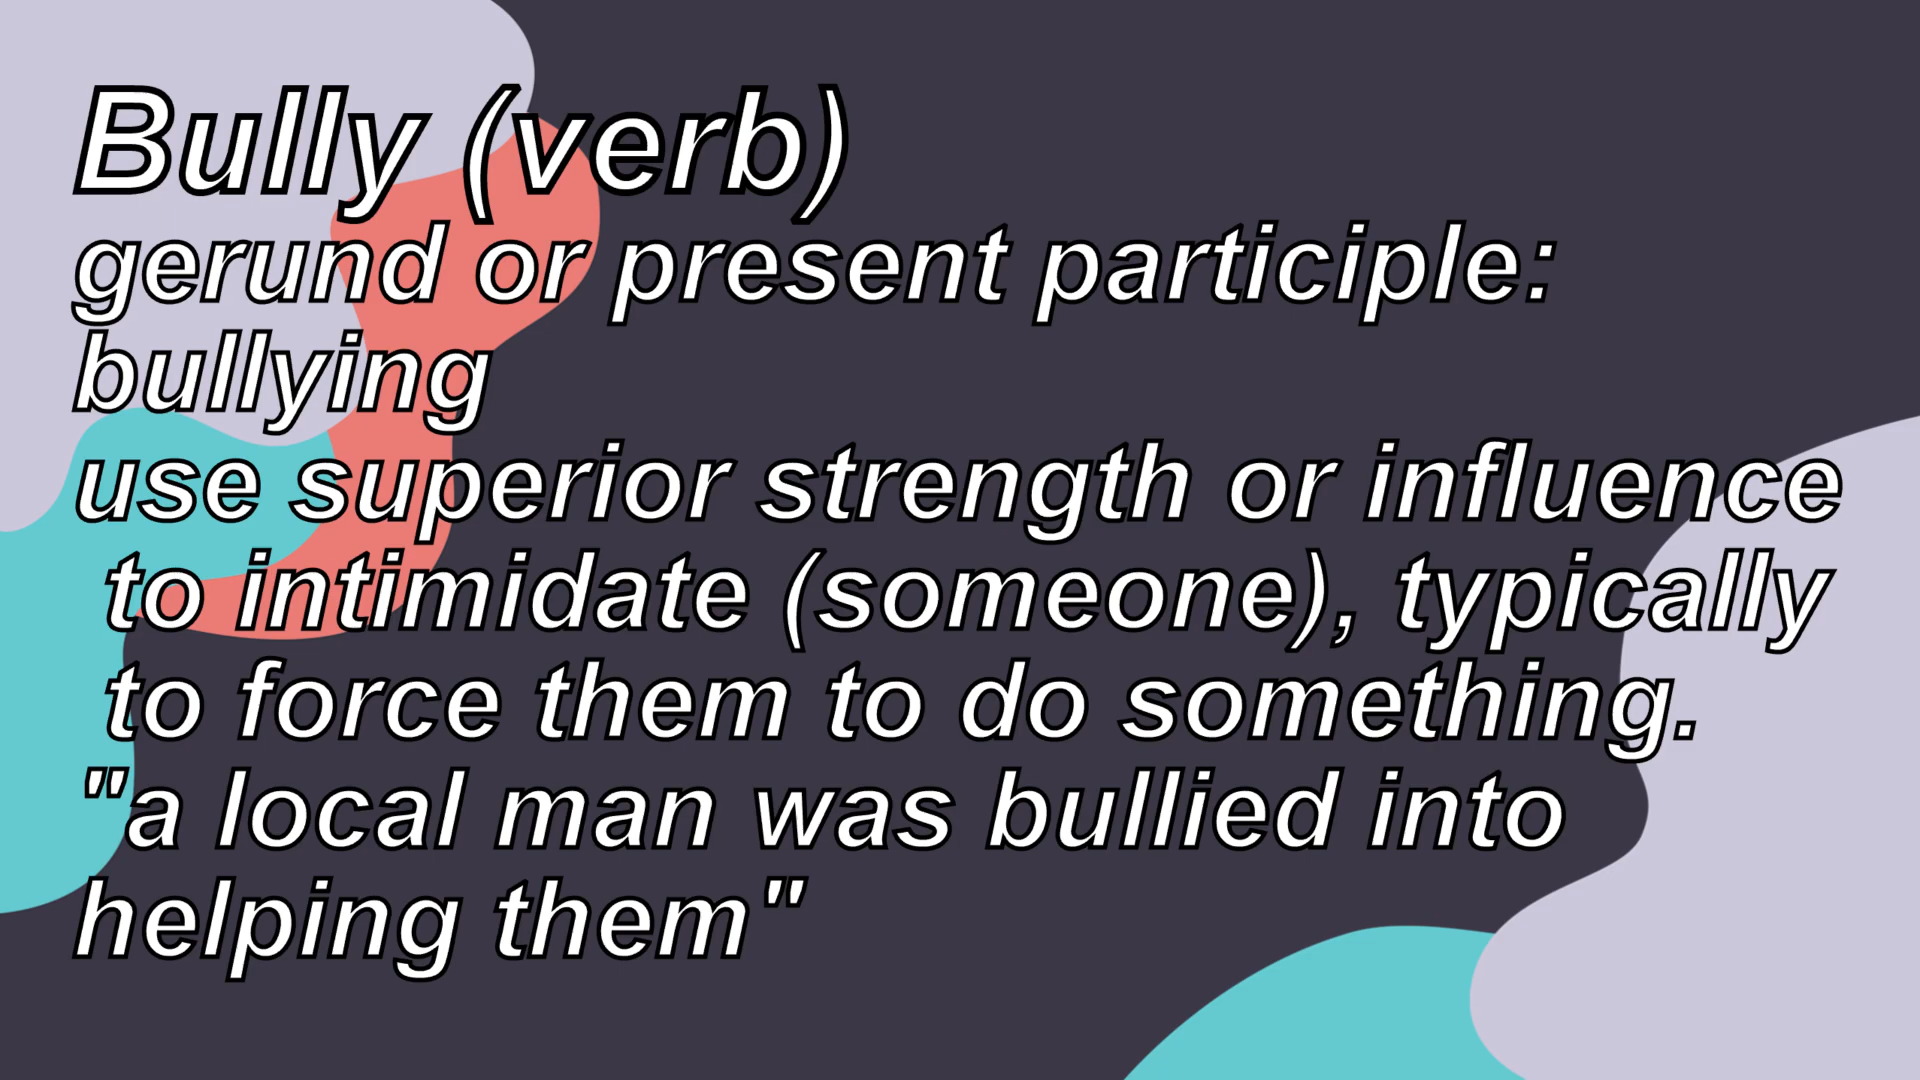 Bully (verb)
gerund or present participle:
bullying
use superior strength or influence
to intimidate (someone), typically
to force them to do something.
"a local man was bullied into
helping them"